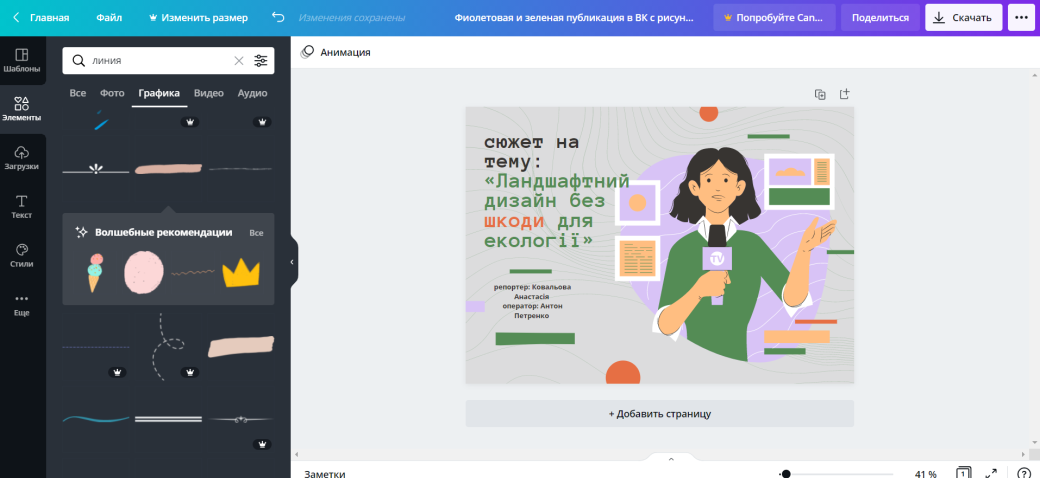 Главная Файл Изменить размер Изменения сохранены Фиолетовая и зеленая публикация в ВК с рисун... Попробуйте Can... Поделиться Скачать
Шаблоны
Элементы
Загрузки
Текст
Стили
Еще
линия
Все Фото Графика Видео Аудио
Волшебные рекомендации Все
Анимация
сюжет на
тему:
«Ландшафтний
дизайн без
шкоди для
екології»
репортер: Ковальова
Анастасія
оператор: Антон
Петренко
TV
+ Добавить страницу
Заметки 41 % 1